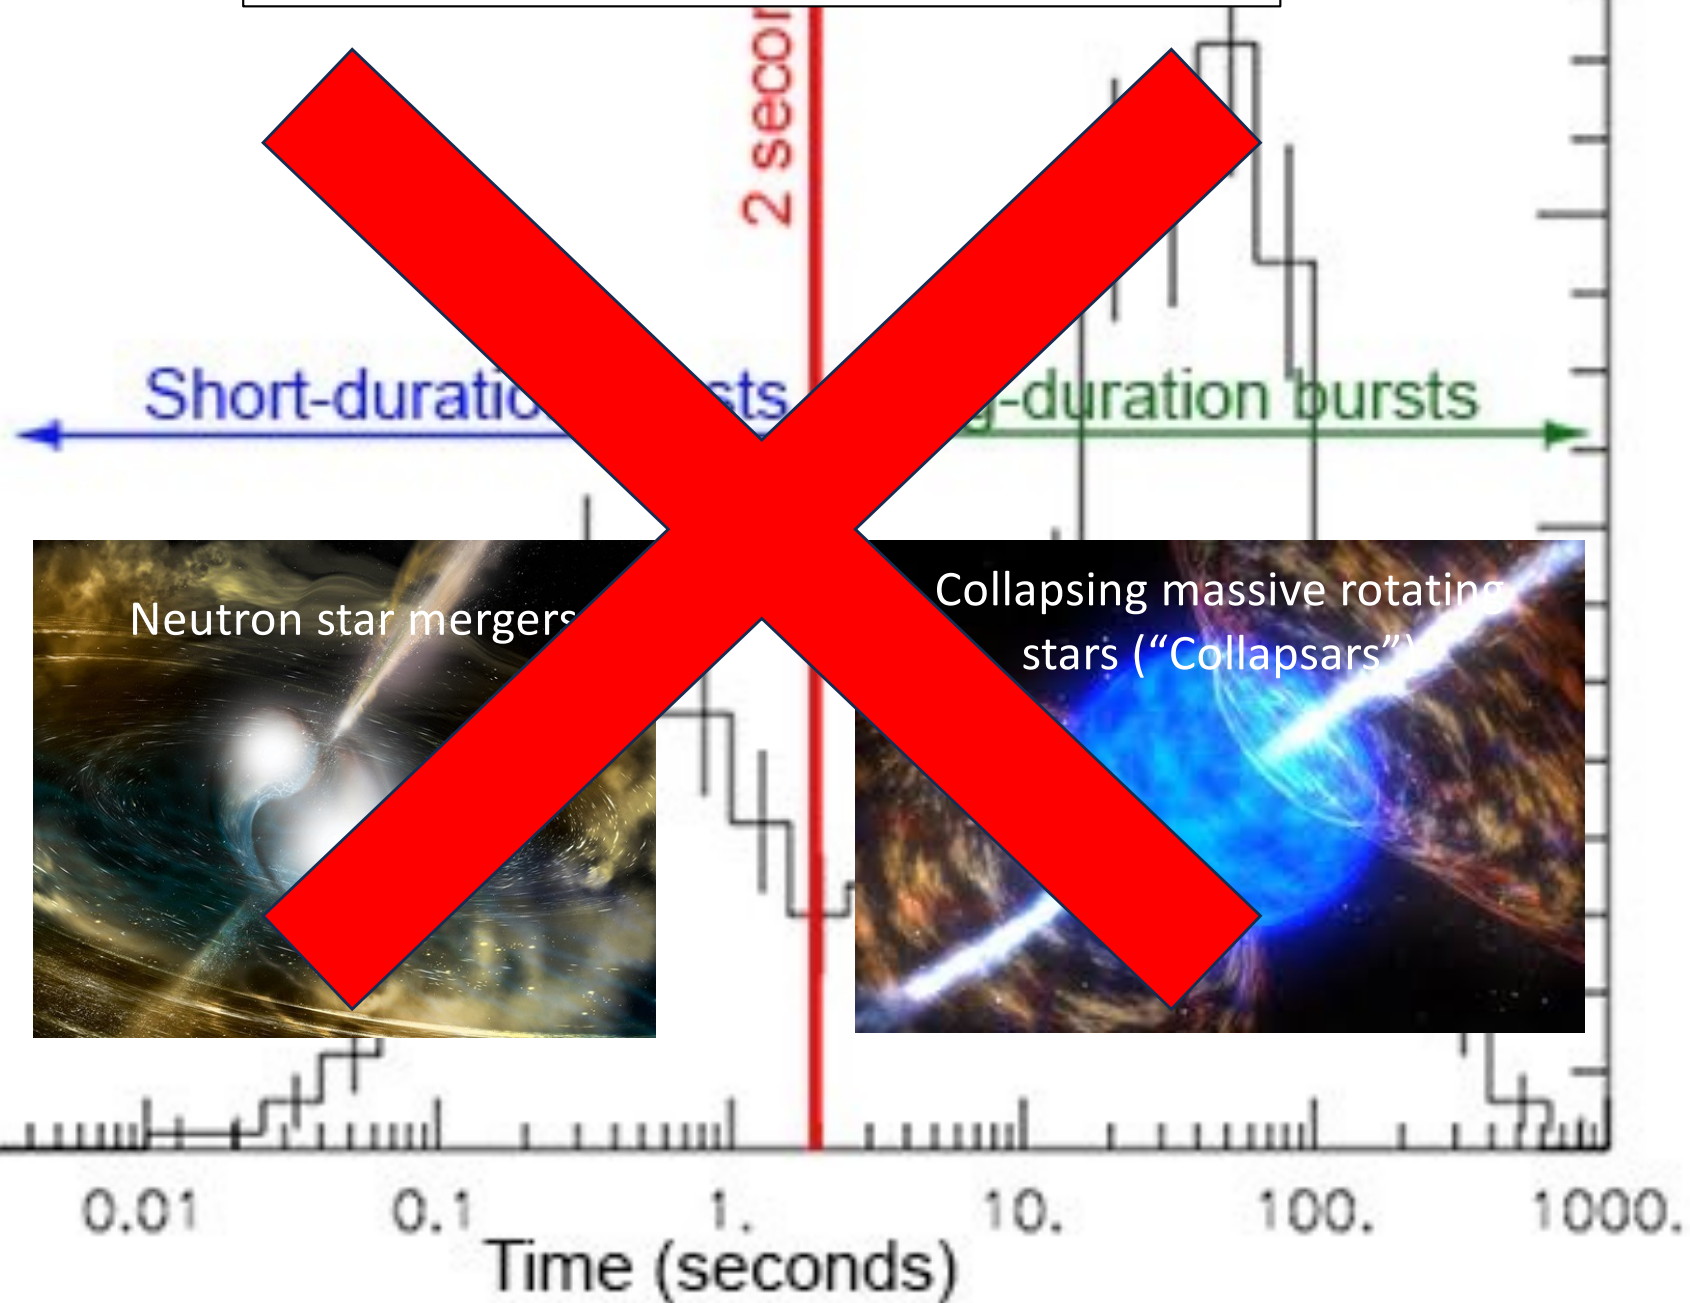 2 secon
Short-duratio sts
g-duration bursts
Neutron star mergers
Collapsing massive rotating
stars (“Collapsars”)
0.01 0.1 1. 10. 100. 1000.
Time (seconds)